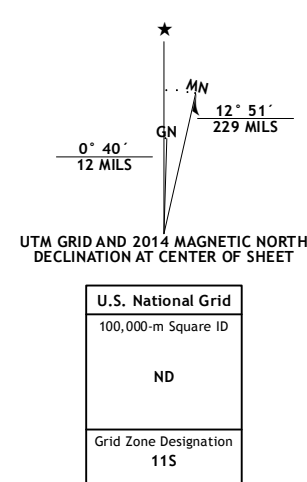 ★
MN
GN
12° 51´
229 MILS
0° 40´
12 MILS
UTM GRID AND 2014 MAGNETIC NORTH
DECLINATION AT CENTER OF SHEET
U.S. National Grid
100,000-m Square ID
ND
Grid Zone Designation
11S